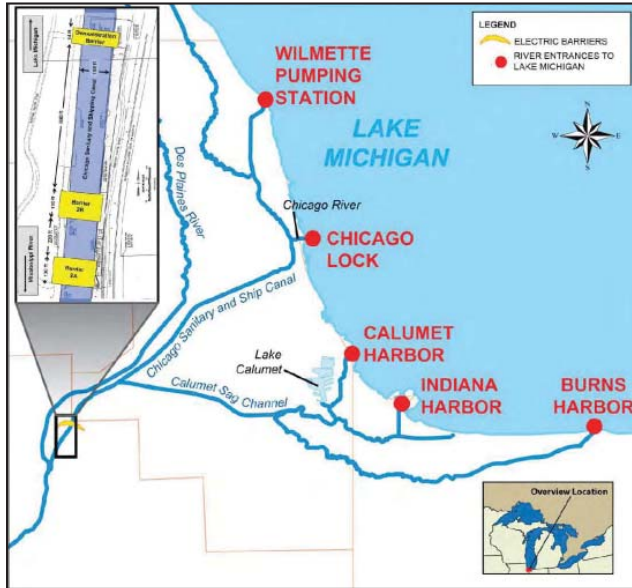 Lake Michigan
Demonstration
Barrier
Chicago Sanitary and Shipping Canal
Barrier
2B
Mississippi River
Barrier
2A
LEGEND
ELECTRIC BARRIERS
RIVER ENTRANCES TO
LAKE MICHIGAN
WILMETTE
PUMPING
STATION
LAKE
MICHIGAN
N
W
E
S
Des Plaines River
Chicago River
CHICAGO
LOCK
Chicago Sanitary and Ship Canal
CALUMET
HARBOR
Lake
Calumet
INDIANA
HARBOR
BURNS
HARBOR
Calumet Sag Channel
Overview Location